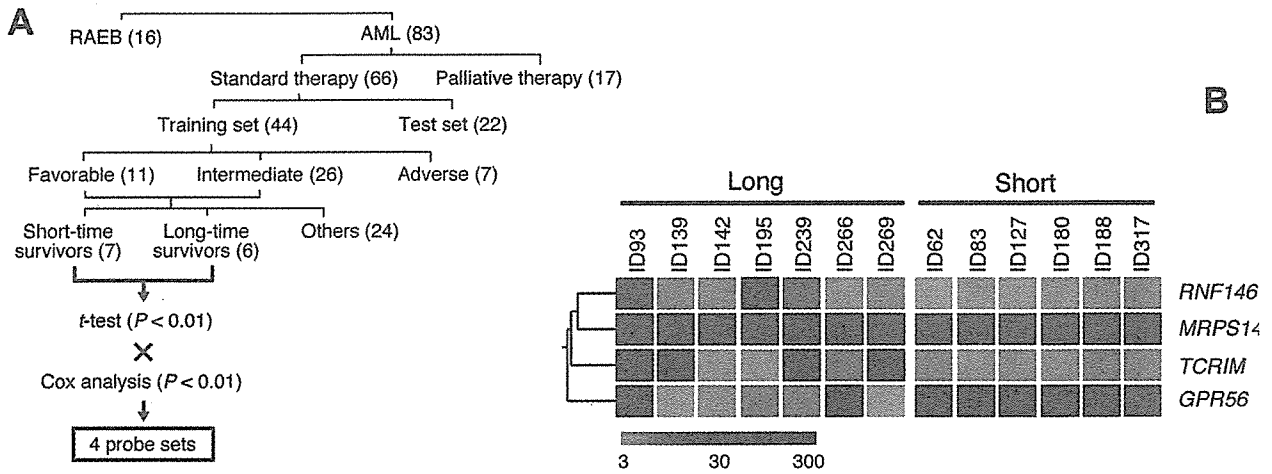 A
RAEB (16)
AML (83)
Standard therapy (66)
Palliative therapy (17)
Training set (44)
Test set (22)
Favorable (11)
Intermediate (26)
Adverse (7)
Short-time
survivors (7)
Long-time
survivors (6)
Others (24)
t-test (P < 0.01)
×
Cox analysis (P < 0.01)
4 probe sets
B
Long
Short
ID93
ID139
ID142
ID195
ID239
ID266
ID269
ID62
ID83
ID127
ID180
ID188
ID317
RNF146
MRPS14
TCRIM
GPR56
3
30
300